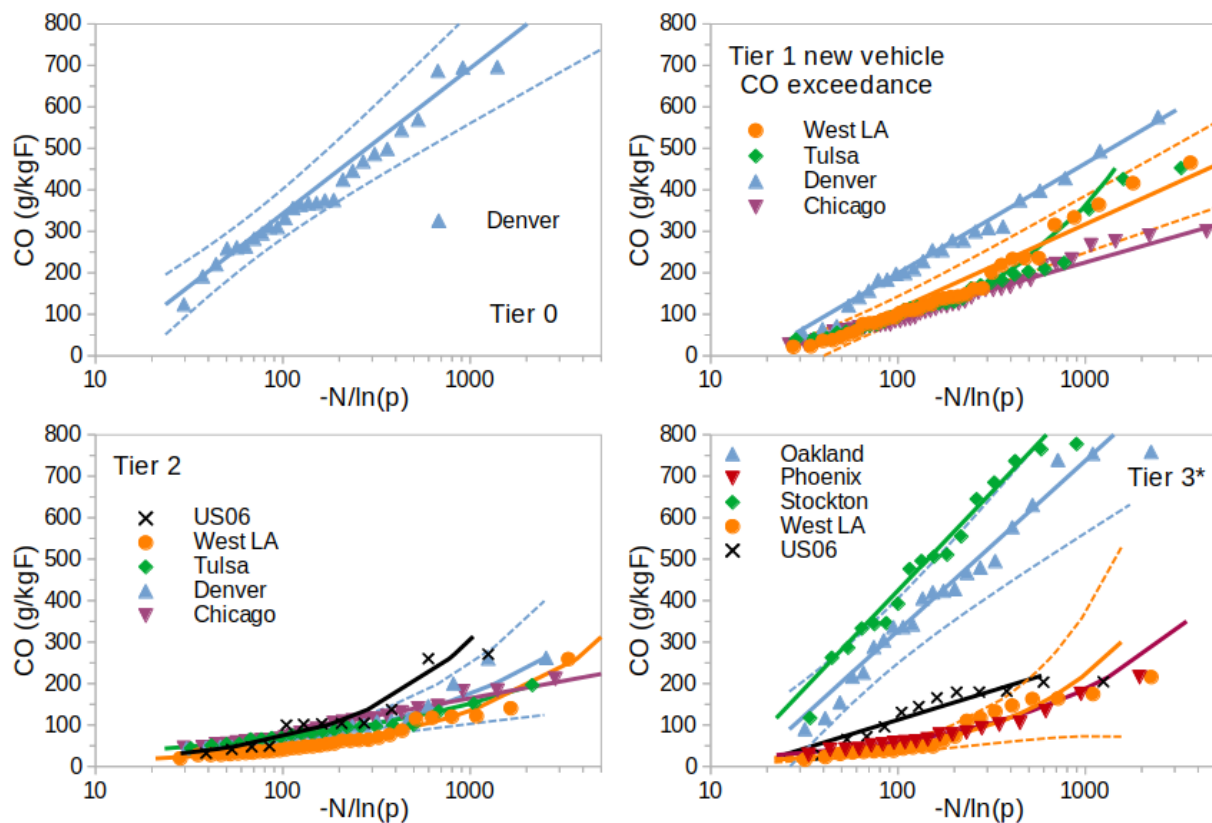 800
700
600
500
400
300
200
100
0
CO (g/kgF)
Denver
Tier 0
10
100
1000
-N/ln(p)
800
700
600
500
400
300
200
100
0
CO (g/kgF)
Tier 1 new vehicle
CO exceedance
West LA
Tulsa
Denver
Chicago
10
100
1000
-N/ln(p)
800
700
600
500
400
300
200
100
0
CO (g/kgF)
Tier 2
US06
West LA
Tulsa
Denver
Chicago
10
100
1000
-N/ln(p)
800
700
600
500
400
300
200
100
0
CO (g/kgF)
Oakland
Phoenix
Stockton
West LA
US06
Tier 3*
10
100
1000
-N/ln(p)